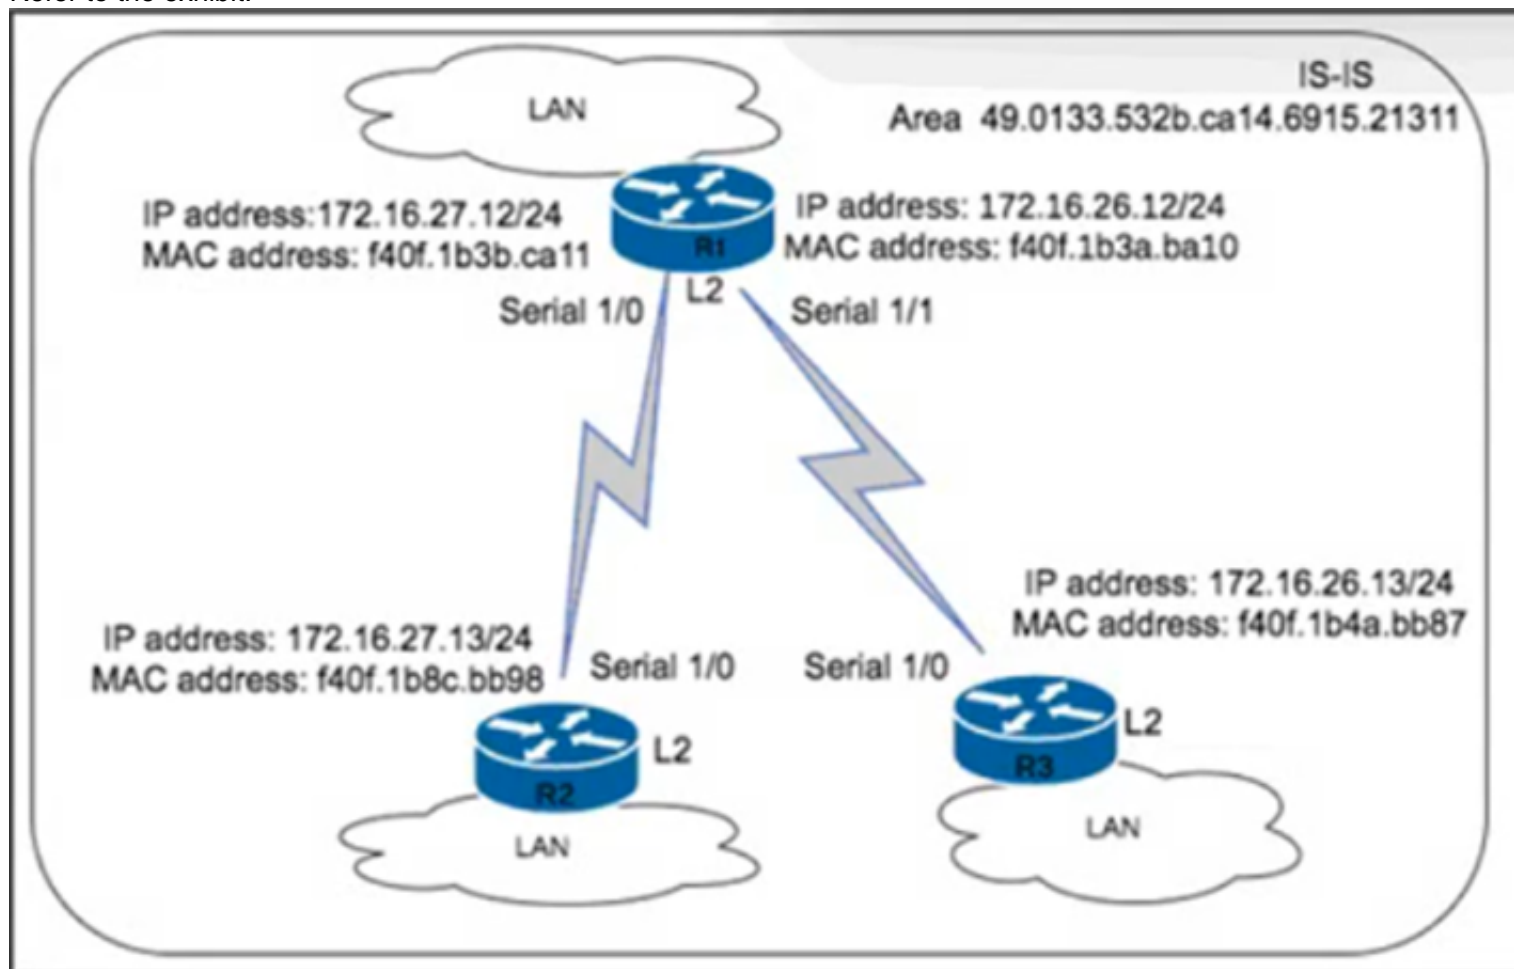 Refer to the exhibit.
LAN
IS-IS
Area 49.0133.532b.ca14.6915.21311
IP address:172.16.27.12/24
MAC address: f40f.1b3b.ca11
R1
IP address: 172.16.26.12/24
MAC address: f40f.1b3a.ba10
L2
Serial 1/0
Serial 1/1
IP address: 172.16.27.13/24
MAC address: f40f.1b8c.bb98
Serial 1/0
IP address: 172.16.26.13/24
MAC address: f40f.1b4a.bb87
Serial 1/0
L2
R2
LAN
L2
R3
LAN